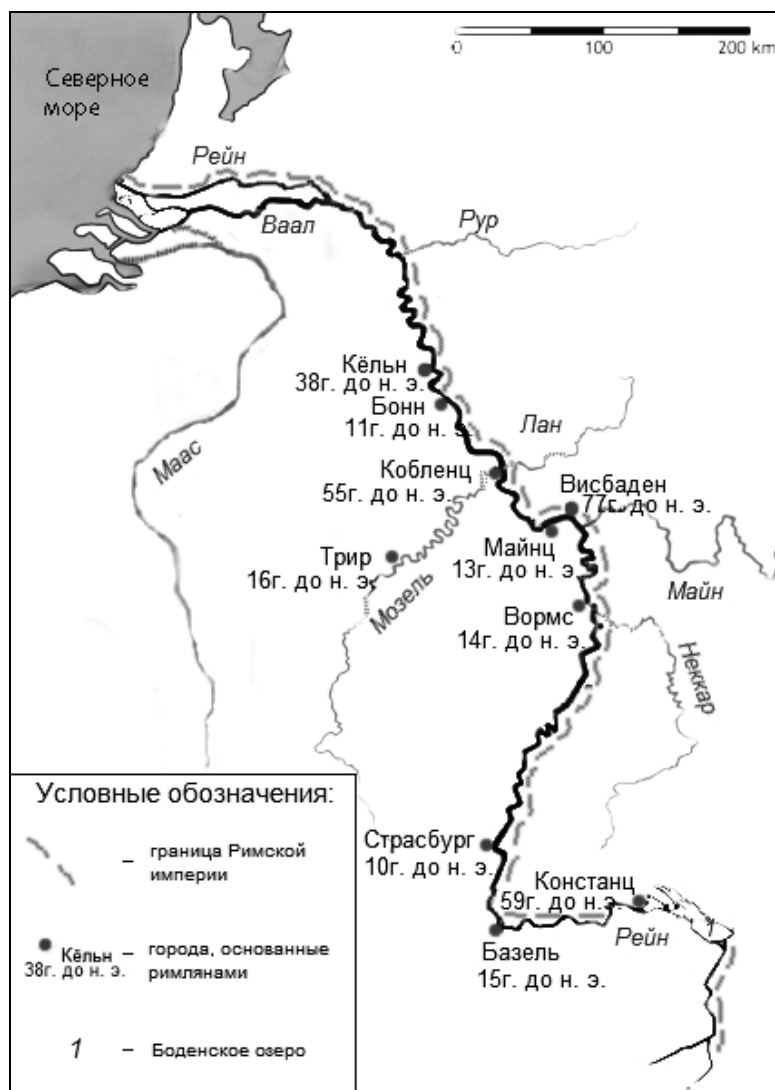 0 100 200 km
Северное
море
Рейн
Ваал
Рур
Кёльн
38г. до н. э.
Бонн
11г. до н. э.
Лан
Маас
Кобленц
55г. до н. э.
Висбаден
77г. до н. э.
Майнц
13г. до н. э.
Трир
16г. до н. э.
Мозель
Майн
Вормс
14г. до н. э.
Неккар
Страсбург
10г. до н. э.
Констанц
59г. до н.э.
Рейн
Базель
15г. до н. э.
Условные обозначения:
– граница Римской
империи
Кёльн – города, основанные
38г. до н. э. римлянами
1 – Боденское озеро